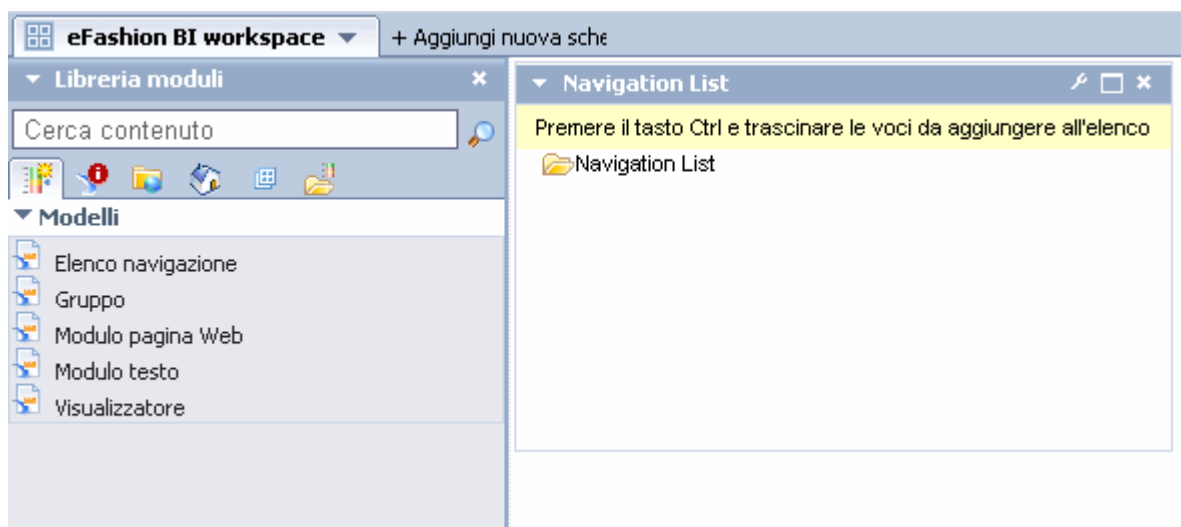 eFashion BI workspace
+ Aggiungi nuova sche
Libreria moduli
Cerca contenuto
Modelli
Elenco navigazione
Gruppo
Modulo pagina Web
Modulo testo
Visualizzatore
Navigation List
Premere il tasto Ctrl e trascinare le voci da aggiungere all'elenco
Navigation List